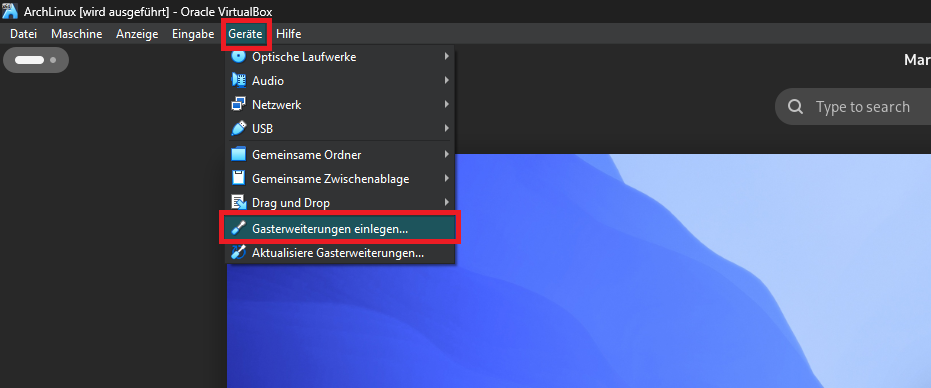 ArchLinux [wird ausgeführt] - Oracle VirtualBox
Datei Maschine Anzeige Eingabe Geräte Hilfe
Optische Laufwerke
Audio
Netzwerk
USB
Gemeinsame Ordner
Gemeinsame Zwischenablage
Drag und Drop
Gasterweiterungen einlegen...
Aktualisiere Gasterweiterungen...
Mar
Type to search